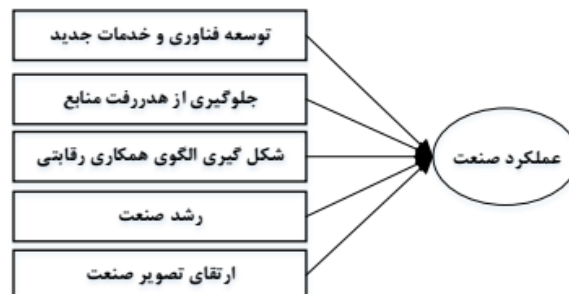 توسعه فناوری و خدمات جدید
جلوگیری از هدررفت منابع
شکل گیری الگوی همکاری رقابتی
رشد صنعت
ارتقای تصویر صنعت
عملکرد صنعت